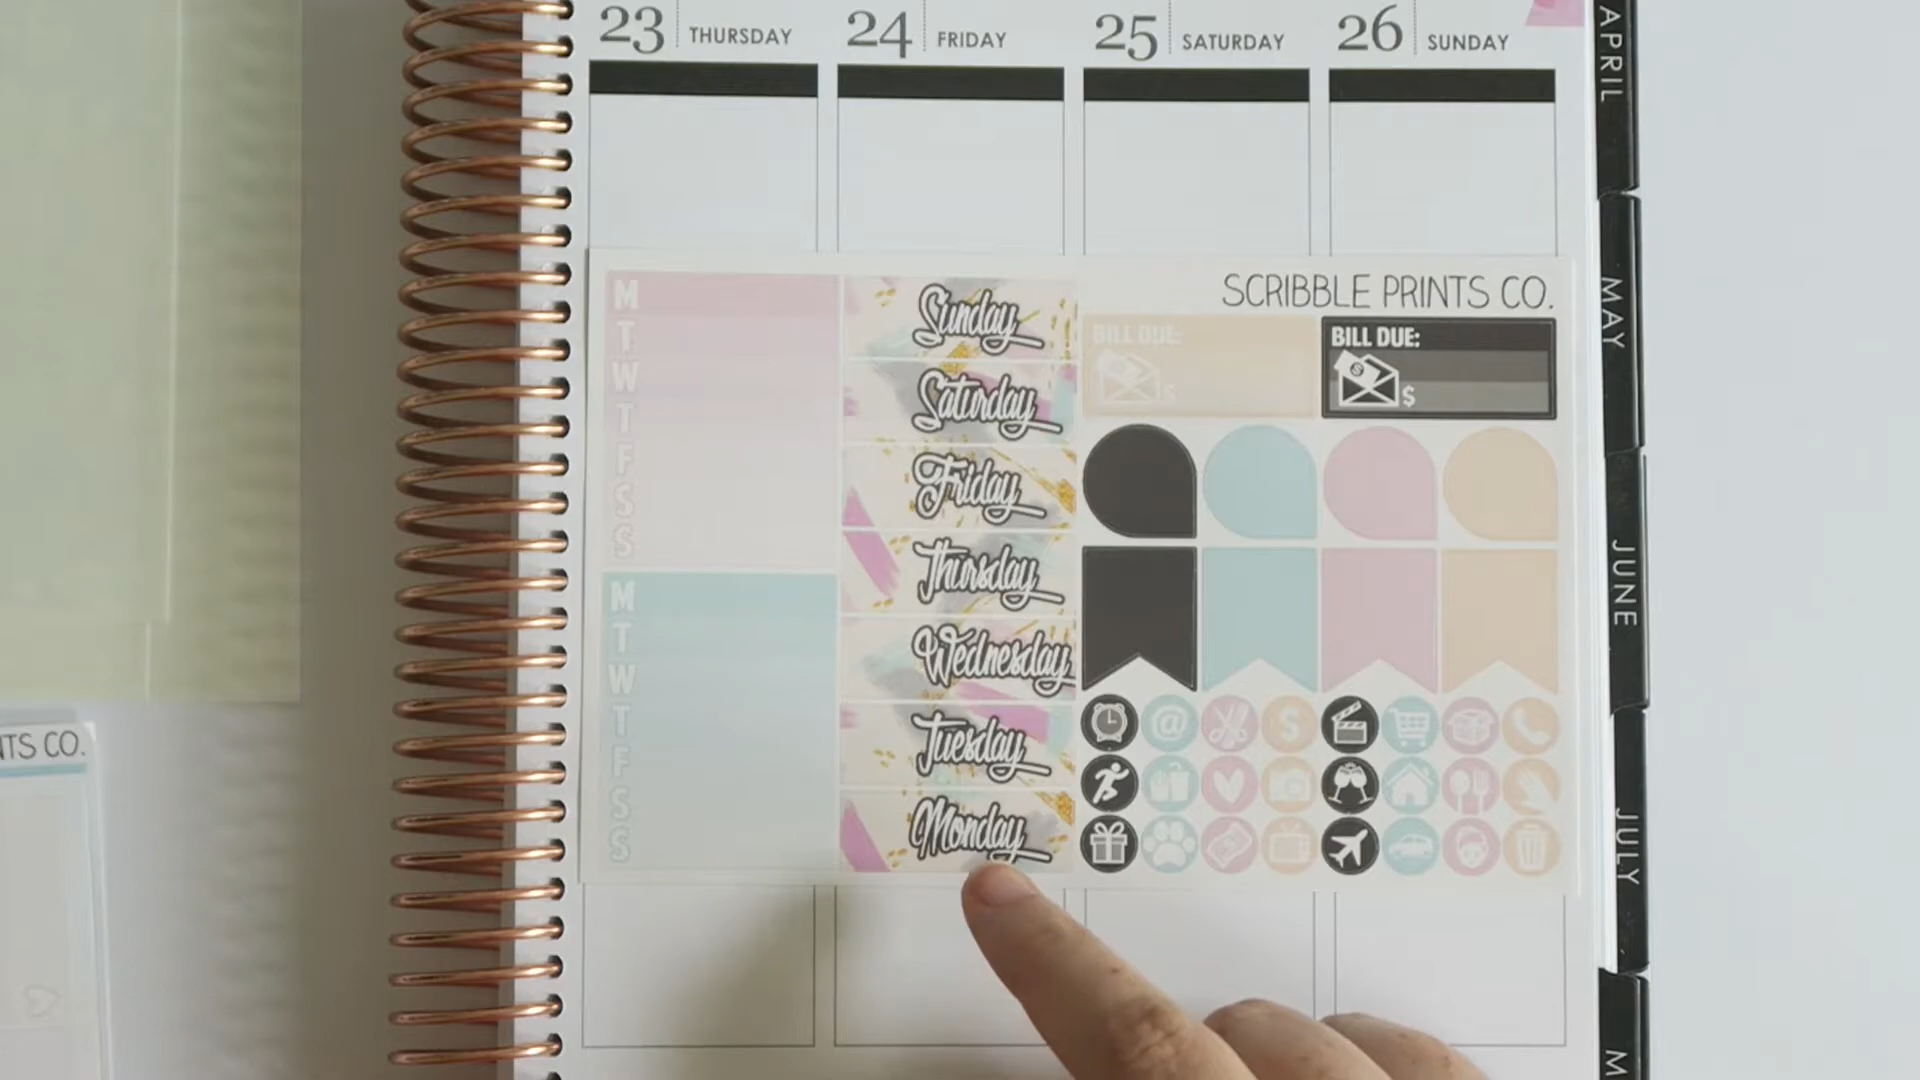 23 THURSDAY
24 FRIDAY
25 SATURDAY
26 SUNDAY
APRIL
MAY
JUNE
JULY
M
SCRIBBLE PRINTS CO.
M
T
W
T
F
S
S
M
T
W
T
F
S
S
Sunday
Saturday
Friday
Thursday
Wednesday
Tuesday
Monday
BILL DUE:
$
BILL DUE:
$
@
$
TS CO.